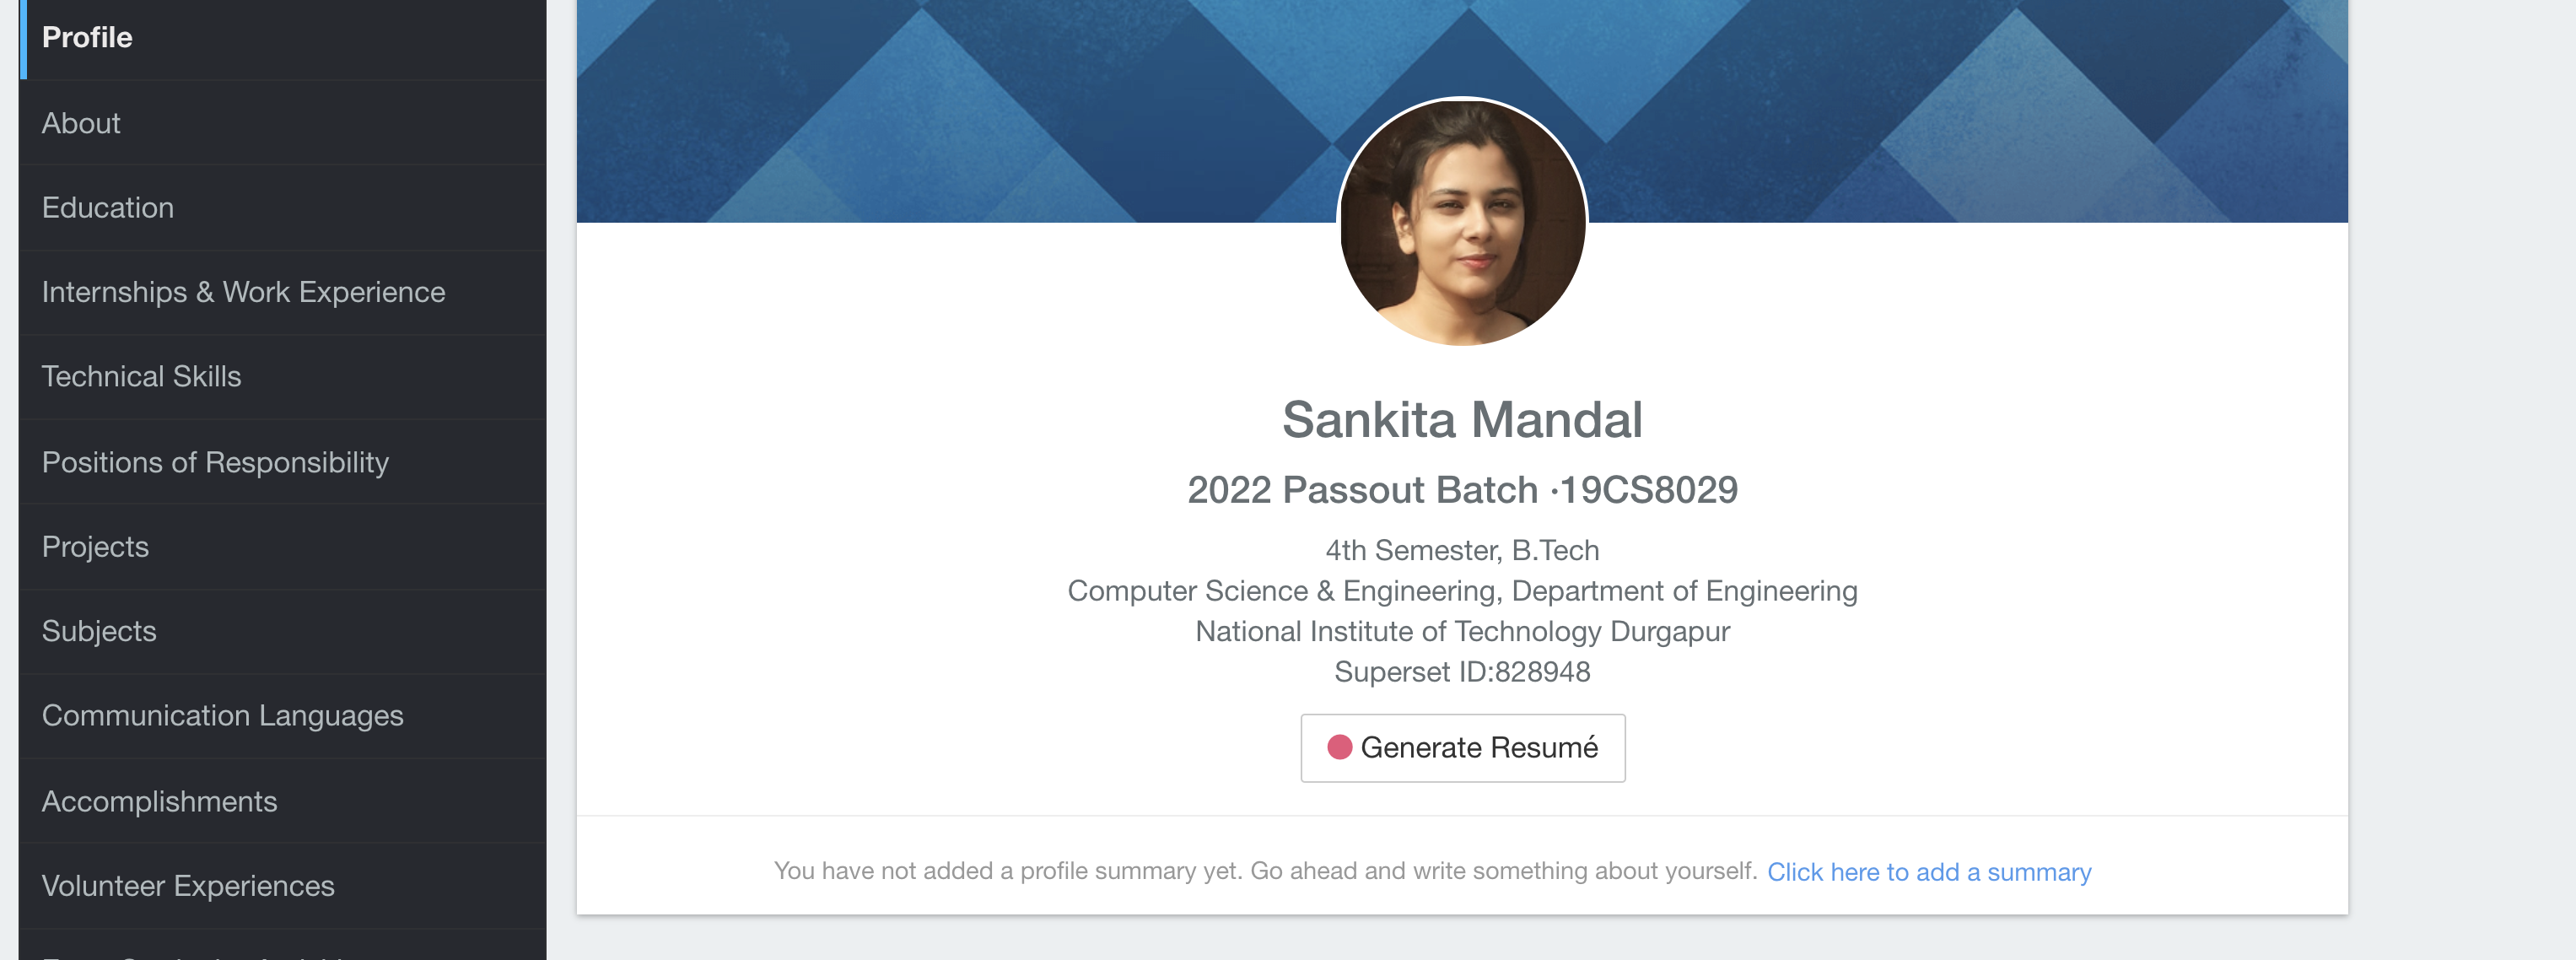 Profile
About
Education
Internships & Work Experience
Technical Skills
Positions of Responsibility
Projects
Subjects
Communication Languages
Accomplishments
Volunteer Experiences
Sankita Mandal
2022 Passout Batch ·19CS8029
4th Semester, B.Tech
Computer Science & Engineering, Department of Engineering
National Institute of Technology Durgapur
Superset ID:828948
Generate Resumé
You have not added a profile summary yet. Go ahead and write something about yourself. Click here to add a summary